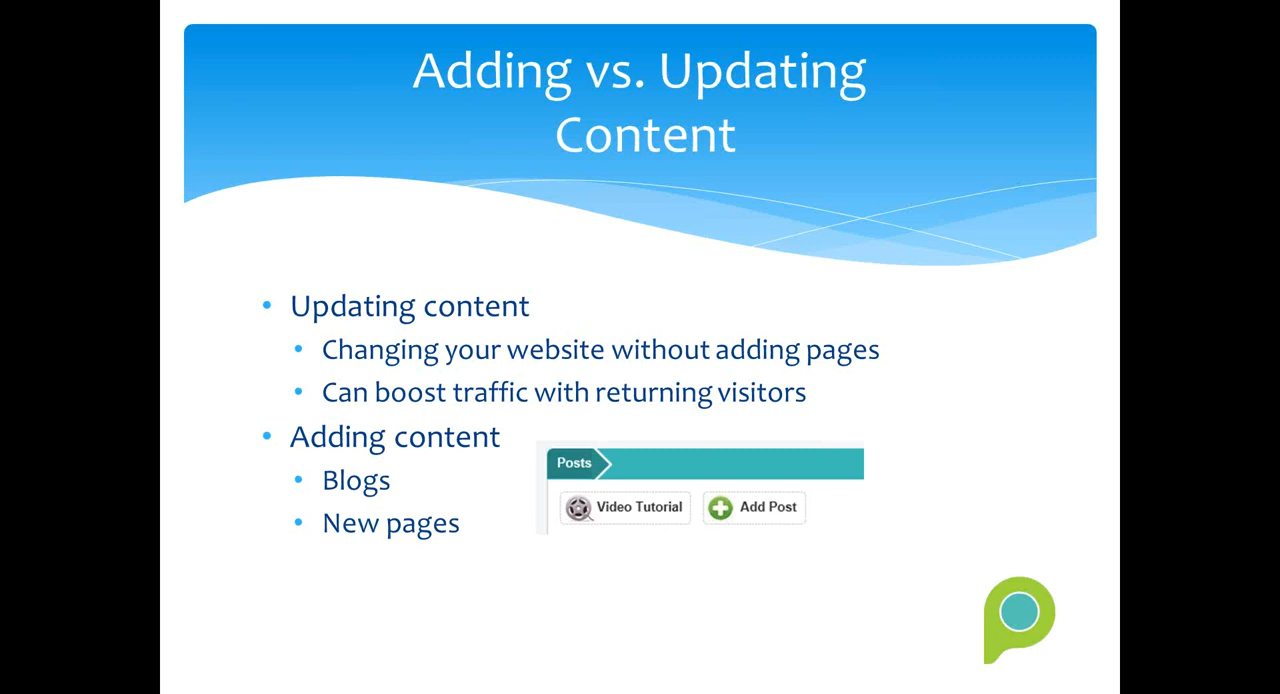 Adding vs. Updating
Content
Updating content
Changing your website without adding pages
Can boost traffic with returning visitors
Adding content
Blogs
New pages
Posts
Video Tutorial
Add Post